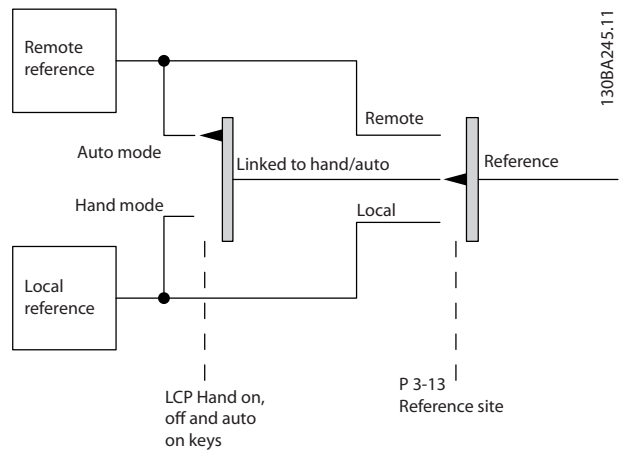 130BA245.11
Remote
reference
Remote
Auto mode
Linked to hand/auto
Reference
Hand mode
Local
Local
reference
LCP Hand on,
off and auto
on keys
P 3-13
Reference site